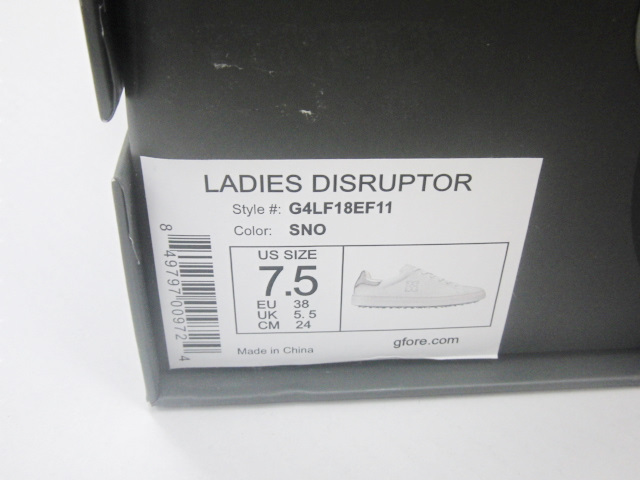 LADIES DISRUPTOR
Style #: G4LF18EF11
Color: SNO
US SIZE
7.5
EU 38
UK 5.5
CM 24
Made in China
gfore.com
8 49797 00972 4